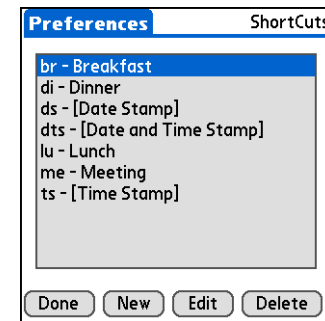 Preferences ShortCuts
br - Breakfast
di - Dinner
ds - [Date Stamp]
dts - [Date and Time Stamp]
lu - Lunch
me - Meeting
ts - [Time Stamp]
Done New Edit Delete